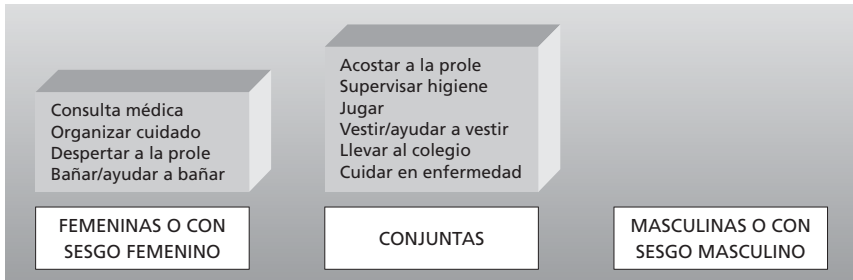 Consulta médica
Organizar cuidado
Despertar a la prole
Bañar/ayudar a bañar
Acostar a la prole
Supervisar higiene
Jugar
Vestir/ayudar a vestir
Llevar al colegio
Cuidar en enfermedad
FEMENINAS O CON
SESGO FEMENINO
CONJUNTAS
MASCULINAS O CON
SESGO MASCULINO